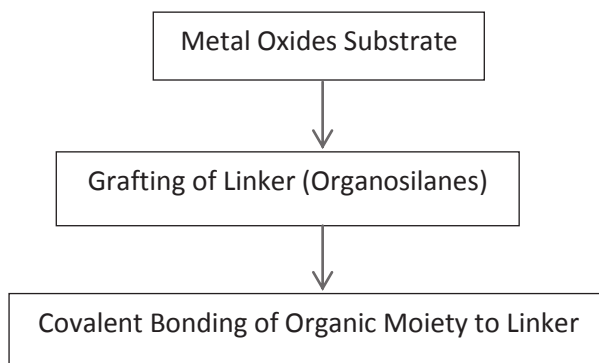 Metal Oxides Substrate
Grafting of Linker (Organosilanes)
Covalent Bonding of Organic Moiety to Linker